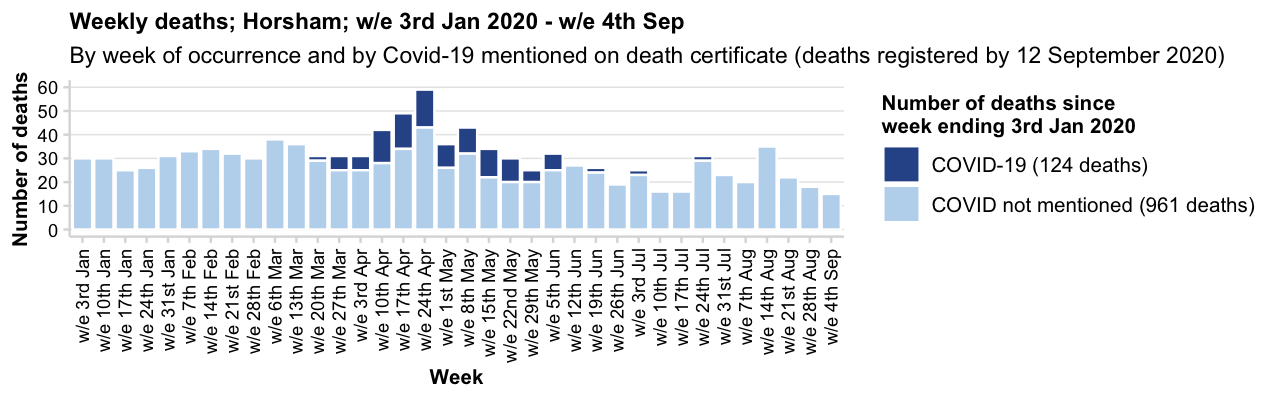 Weekly deaths; Horsham; w/e 3rd Jan 2020 - w/e 4th Sep
By week of occurrence and by Covid-19 mentioned on death certificate (deaths registered by 12 September 2020)
Number of deaths
60
50
40
30
20
10
0
w/e 3rd Jan
w/e 10th Jan
w/e 17th Jan
w/e 24th Jan
w/e 31st Jan
w/e 7th Feb
w/e 14th Feb
w/e 21st Feb
w/e 28th Feb
w/e 6th Mar
w/e 13th Mar
w/e 20th Mar
w/e 27th Mar
w/e 3rd Apr
w/e 10th Apr
w/e 17th Apr
w/e 24th Apr
w/e 1st May
w/e 8th May
w/e 15th May
w/e 22nd May
w/e 29th May
w/e 5th Jun
w/e 12th Jun
w/e 19th Jun
w/e 26th Jun
w/e 3rd Jul
w/e 10th Jul
w/e 17th Jul
w/e 24th Jul
w/e 31st Jul
w/e 7th Aug
w/e 14th Aug
w/e 21st Aug
w/e 28th Aug
w/e 4th Sep
Week
Number of deaths since
week ending 3rd Jan 2020
COVID-19 (124 deaths)
COVID not mentioned (961 deaths)